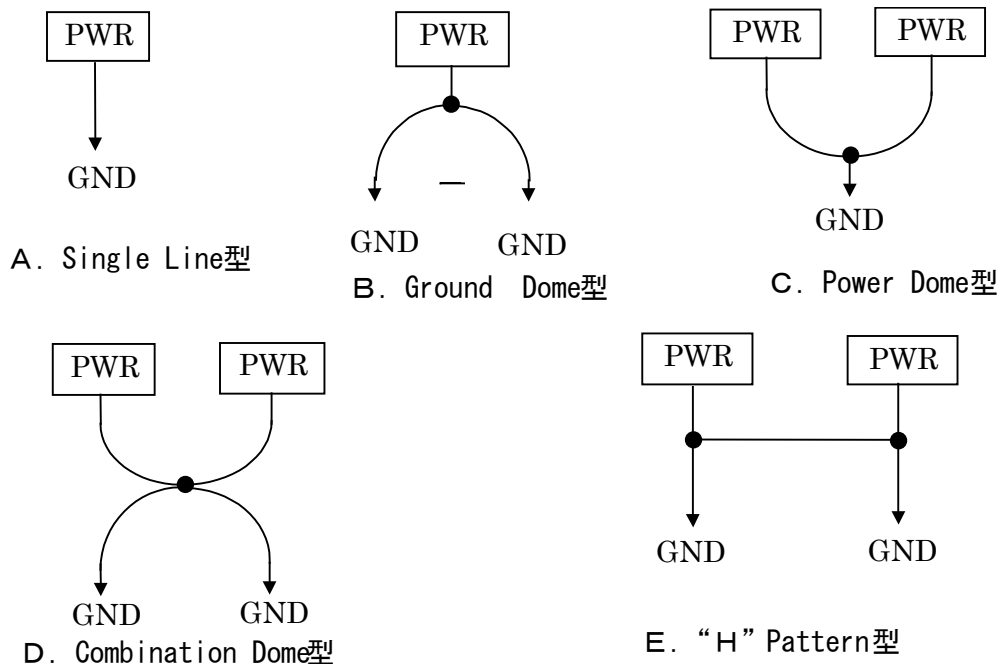 PWR
GND
A. Single Line型
PWR
GND GND
B. Ground Dome型
PWR PWR
GND
C. Power Dome型
PWR PWR
GND GND
D. Combination Dome型
PWR PWR
GND GND
E. “H” Pattern型